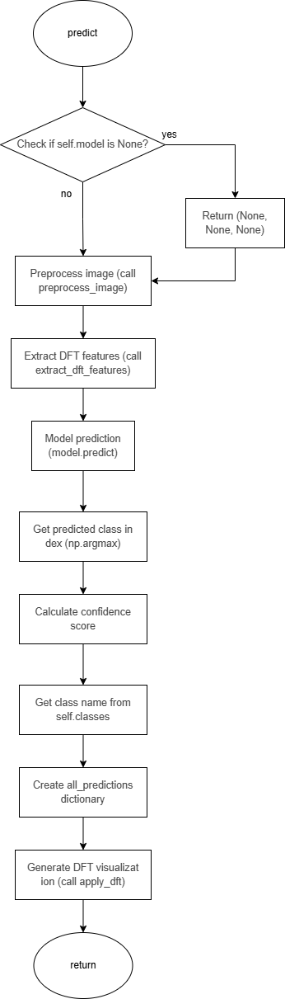 predict
Check if self.model is None?
yes
no
Return (None,
None, None)
Preprocess image (call
preprocess_image)
Extract DFT features (call
extract_dft_features)
Model prediction
(model.predict)
Get predicted class in
dex (np.argmax)
Calculate confidence
score
Get class name from
self.classes
Create all_predictions
dictionary
Generate DFT visualizat
ion (call apply_dft)
return